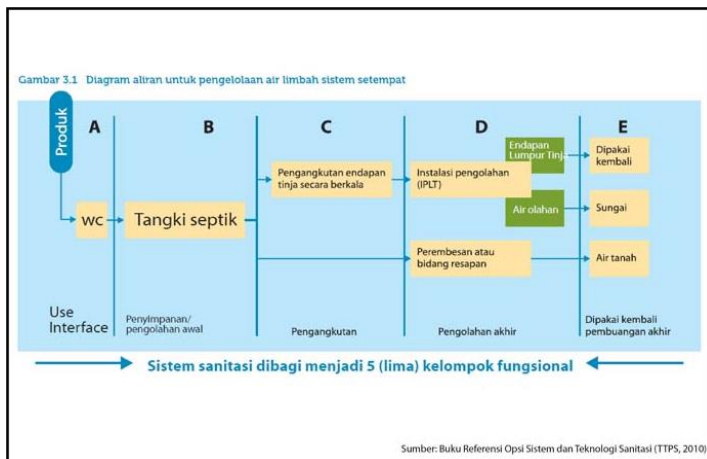 Gambar 3.1 Diagram aliran untuk pengelolaan air limbah sistem setempat
Produk
A
B
C
D
E
Endapan
Lumpur Tinja
Dipakai
kembali
Pengangkutan endapan
tinja secara berkala
Instalasi pengolahan
(IPLT)
wc
Tangki septik
Air olahan
Sungai
Perembesan atau
bidang resapan
Air tanah
Use
Interface
Penyimpanan/
pengolahan awal
Pengangkutan
Pengolahan akhir
Dipakai kembali
pembuangan akhir
Sistem sanitasi dibagi menjadi 5 (lima) kelompok fungsional
Sumber: Buku Referensi Opsi Sistem dan Teknologi Sanitasi (TTPS, 2010)